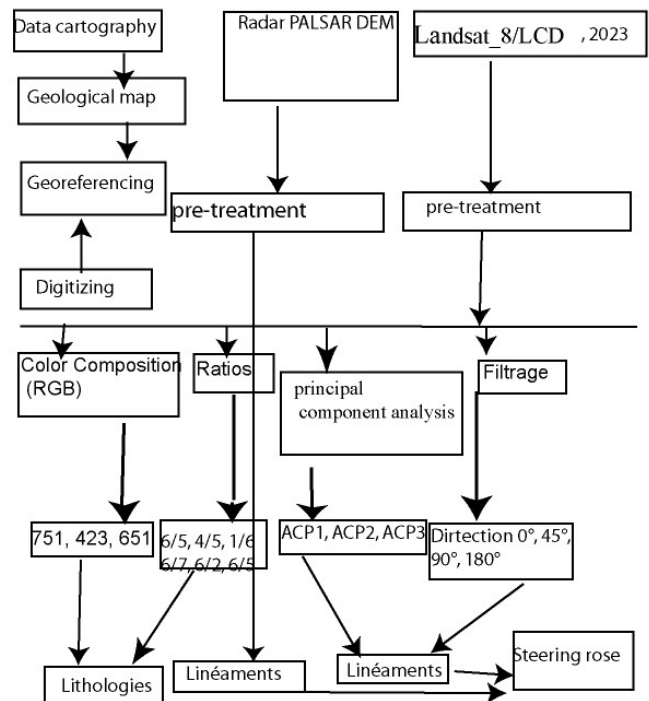 Data cartography
Radar PALSAR DEM
Landsat_8/LCD , 2023
Geological map
Georeferencing
pre-treatment
pre-treatment
Digitizing
Color Composition
(RGB)
Ratios
principal
component analysis
Filtrage
751, 423, 651
6/5, 4/5, 1/6
6/7, 6/2, 6/5
ACP1, ACP2, ACP3
Dirtection 0°, 45°,
90°, 180°
Lithologies
Linéaments
Linéaments
Steering rose